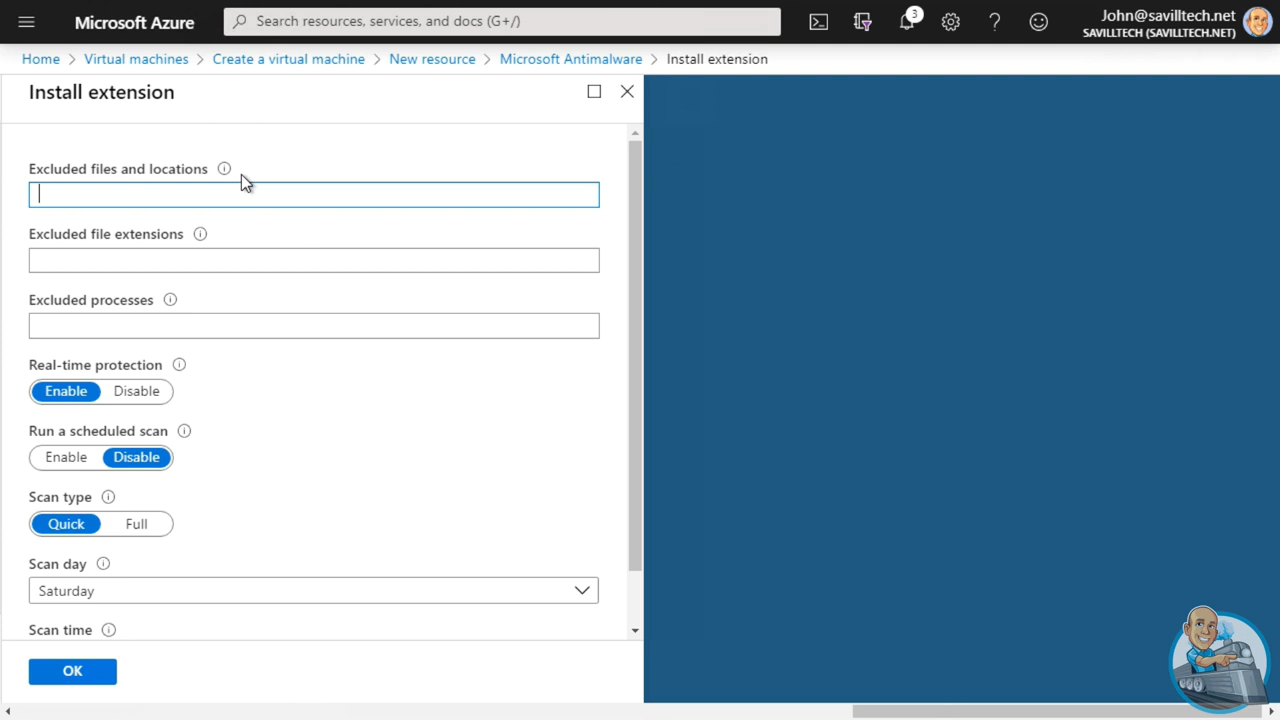 Microsoft Azure
Search resources, services, and docs (G+/)
3
John@savilltech.net
SAVILLTECH (SAVILLTECH.NET)
Home > Virtual machines > Create a virtual machine > New resource > Microsoft Antimalware > Install extension
Install extension
Excluded files and locations
Excluded file extensions
Excluded processes
Real-time protection
Enable Disable
Run a scheduled scan
Enable Disable
Scan type
Quick Full
Scan day
Saturday
Scan time
OK